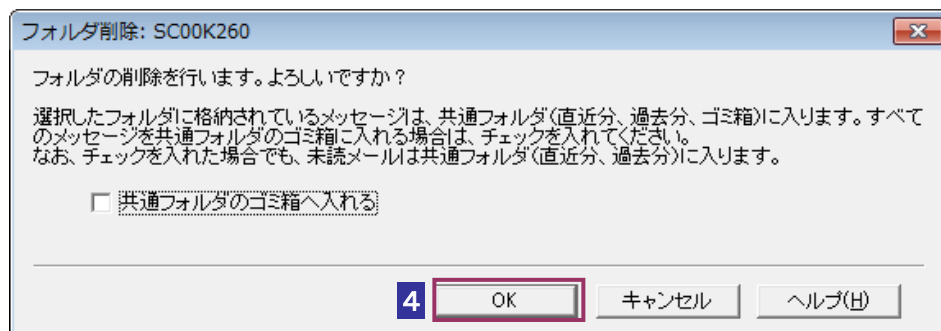 フォルダ削除: SC00K260
フォルダの削除を行います。よろしいですか？
選択したフォルダに格納されているメッセージは、共通フォルダ(直近分、過去分、ゴミ箱)に入ります。すべて
のメッセージを共通フォルダのゴミ箱に入れる場合は、チェックを入れてください。
なお、チェックを入れた場合でも、未読メールは共通フォルダ(直近分、過去分)に入ります。
共通フォルダのゴミ箱へ入れる
4 OK キャンセル ヘルプ(H)